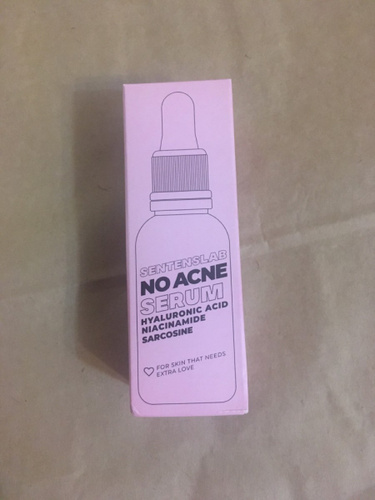 SENTENSLAB
NO ACNE
SERUM
HYALURONIC ACID
NIACINAMIDE
SARCOSINE
FOR SKIN THAT NEEDS
EXTRA LOVE